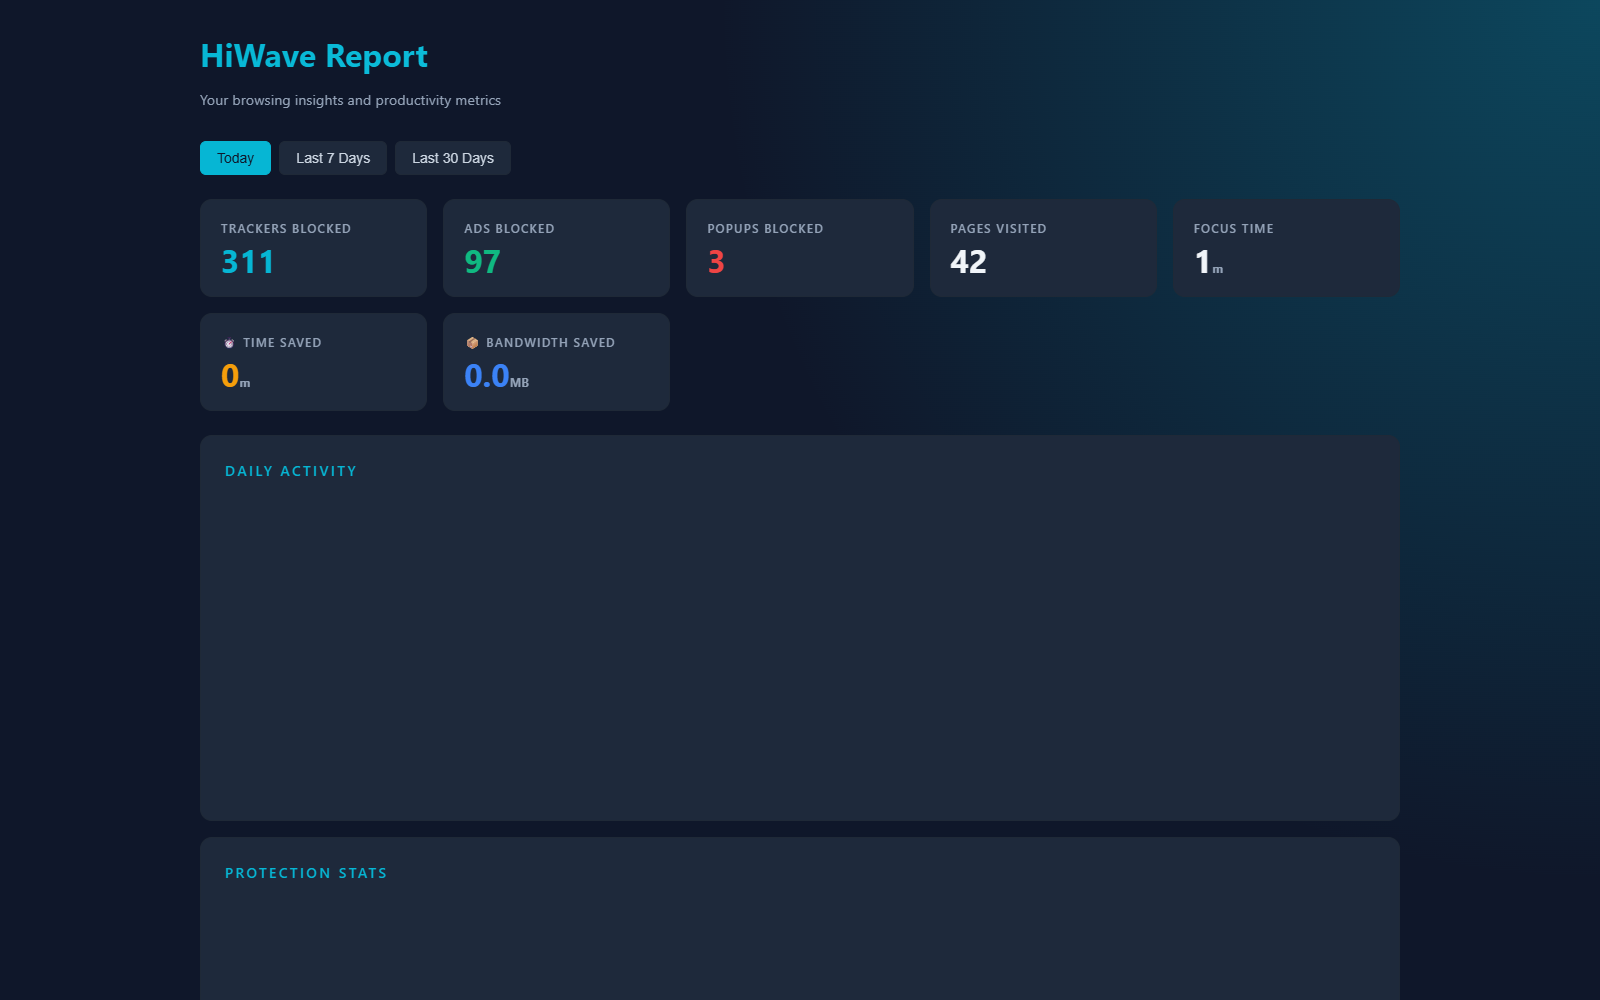 HiWave Report
Your browsing insights and productivity metrics
Today Last 7 Days Last 30 Days
TRACKERS BLOCKED ADS BLOCKED POPUPS BLOCKED PAGES VISITED FOCUS TIME
311 97 3 42 1m
TIME SAVED BANDWIDTH SAVED
0m 0.0MB
DAILY ACTIVITY
PROTECTION STATS